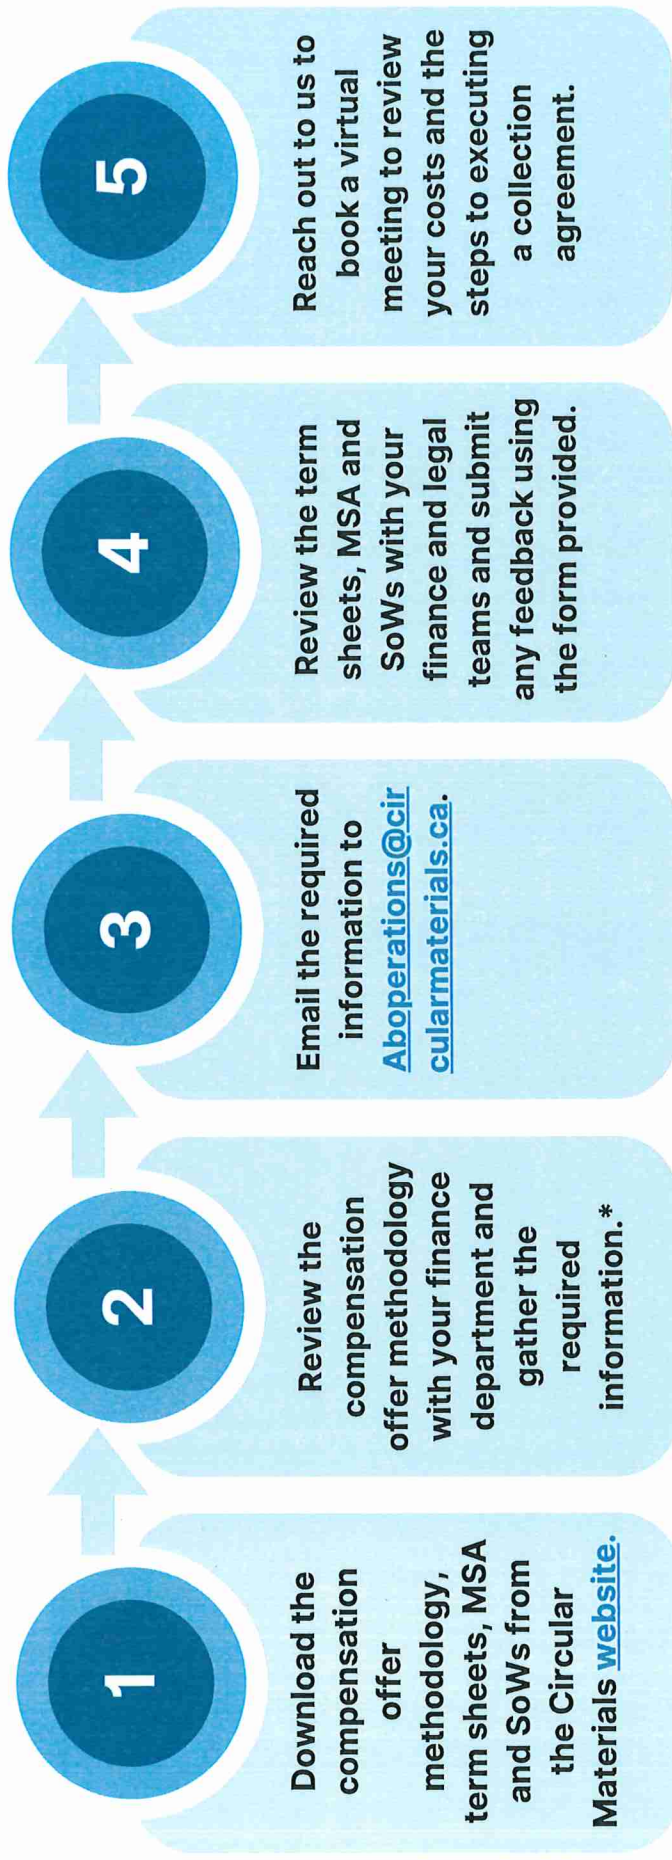 1
Download the
compensation
offer
methodology,
term sheets, MSA
and SoWs from
the Circular
Materials website.
2
Review the
compensation
offer methodology
with your finance
department and
gather the
required
information.*
3
Email the required
information to
Aboperations@cir
cularmaterials.ca.
4
Review the term
sheets, MSA and
SoWs with your
finance and legal
teams and submit
any feedback using
the form provided.
5
Reach out to us to
book a virtual
meeting to review
your costs and the
steps to executing
a collection
agreement.